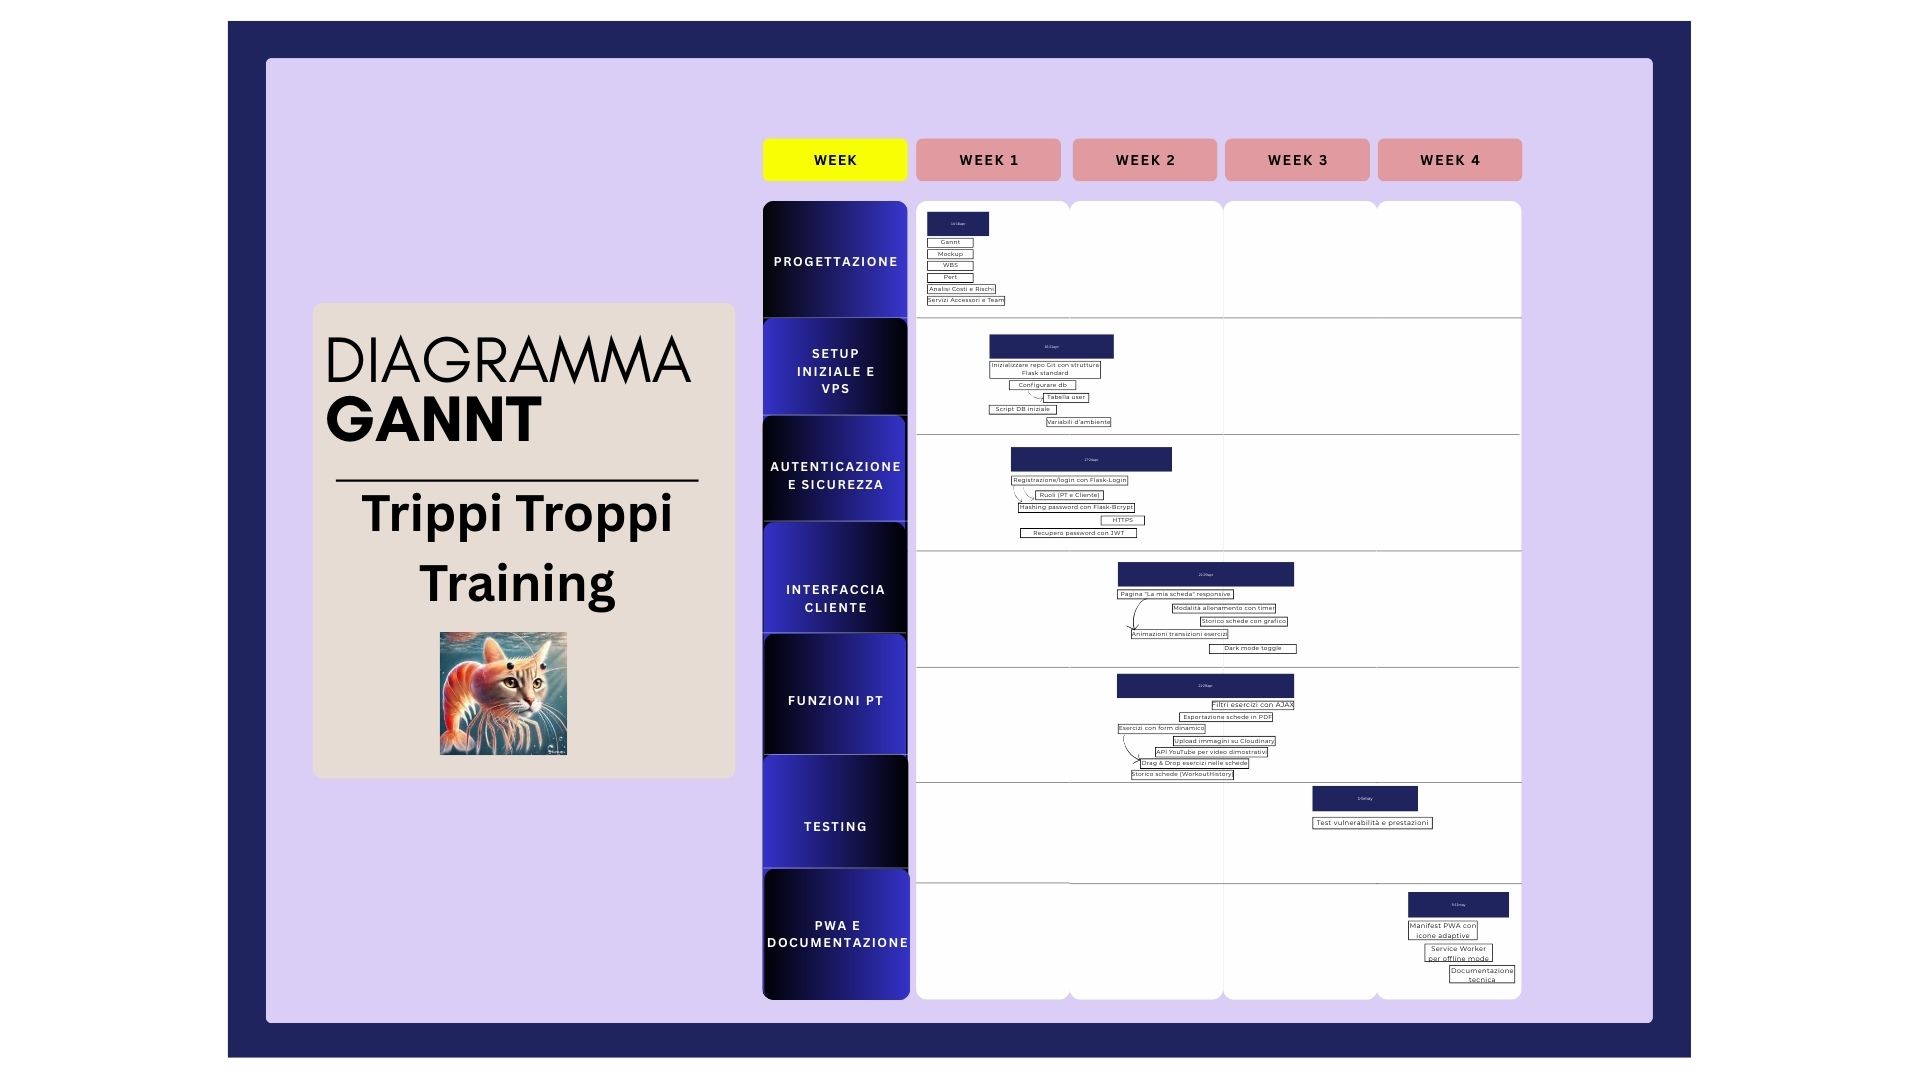 DIAGRAMMA
GANNT
Trippi Troppi
Training
WEEK
WEEK 1
WEEK 2
WEEK 3
WEEK 4
PROGETTAZIONE
Gannt
Mockup
WBS
Pert
Analisi Costi e Rischi
Servizi Accessori e Team
SETUP
INIZIALE E
VPS
Inizializzare repo Git con struttura
Flask standard
Configurare db
Tabella user
Script DB iniziale
Variabili d'ambiente
AUTENTICAZIONE
E SICUREZZA
Registrazione/login con Flask-Login
Ruoli (PT e Cliente)
Hashing password con Flask-Bcrypt
HTTPS
Recupero password con JWT
INTERFACCIA
CLIENTE
Pagina "La mia scheda" responsive
Modalità allenamento con timer
Storico schede con grafico
Animazioni transizioni esercizi
Dark mode toggle
FUNZIONI PT
Filtri esercizi con AJAX
Esportazione schede in PDF
Esercizi con form dinamico
Upload immagini su Cloudinary
API YouTube per video dimostrativi
Drag & Drop esercizi nelle schede
Storico schede (WorkoutHistory)
TESTING
1-5may
Test vulnerabilità e prestazioni
PWA E
DOCUMENTAZIONE
Manifest PWA con
icone adaptive
Service Worker
per offline mode
Documentazione
tecnica